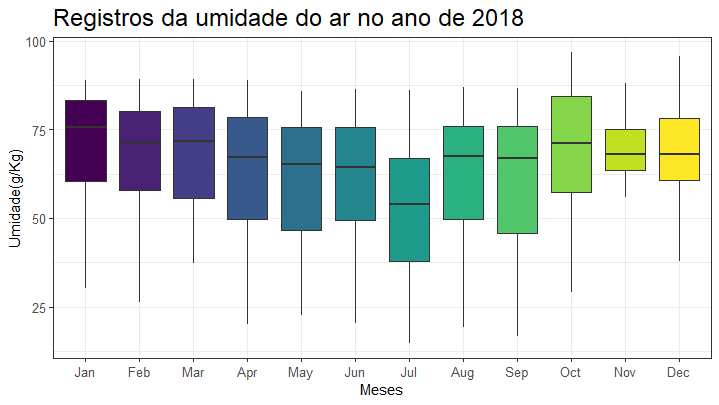 Registros da umidade do ar no ano de 2018
Umidade(g/Kg)
100
75
50
25
Jan Feb Mar Apr May Jun Jul Aug Sep Oct Nov Dec
Meses